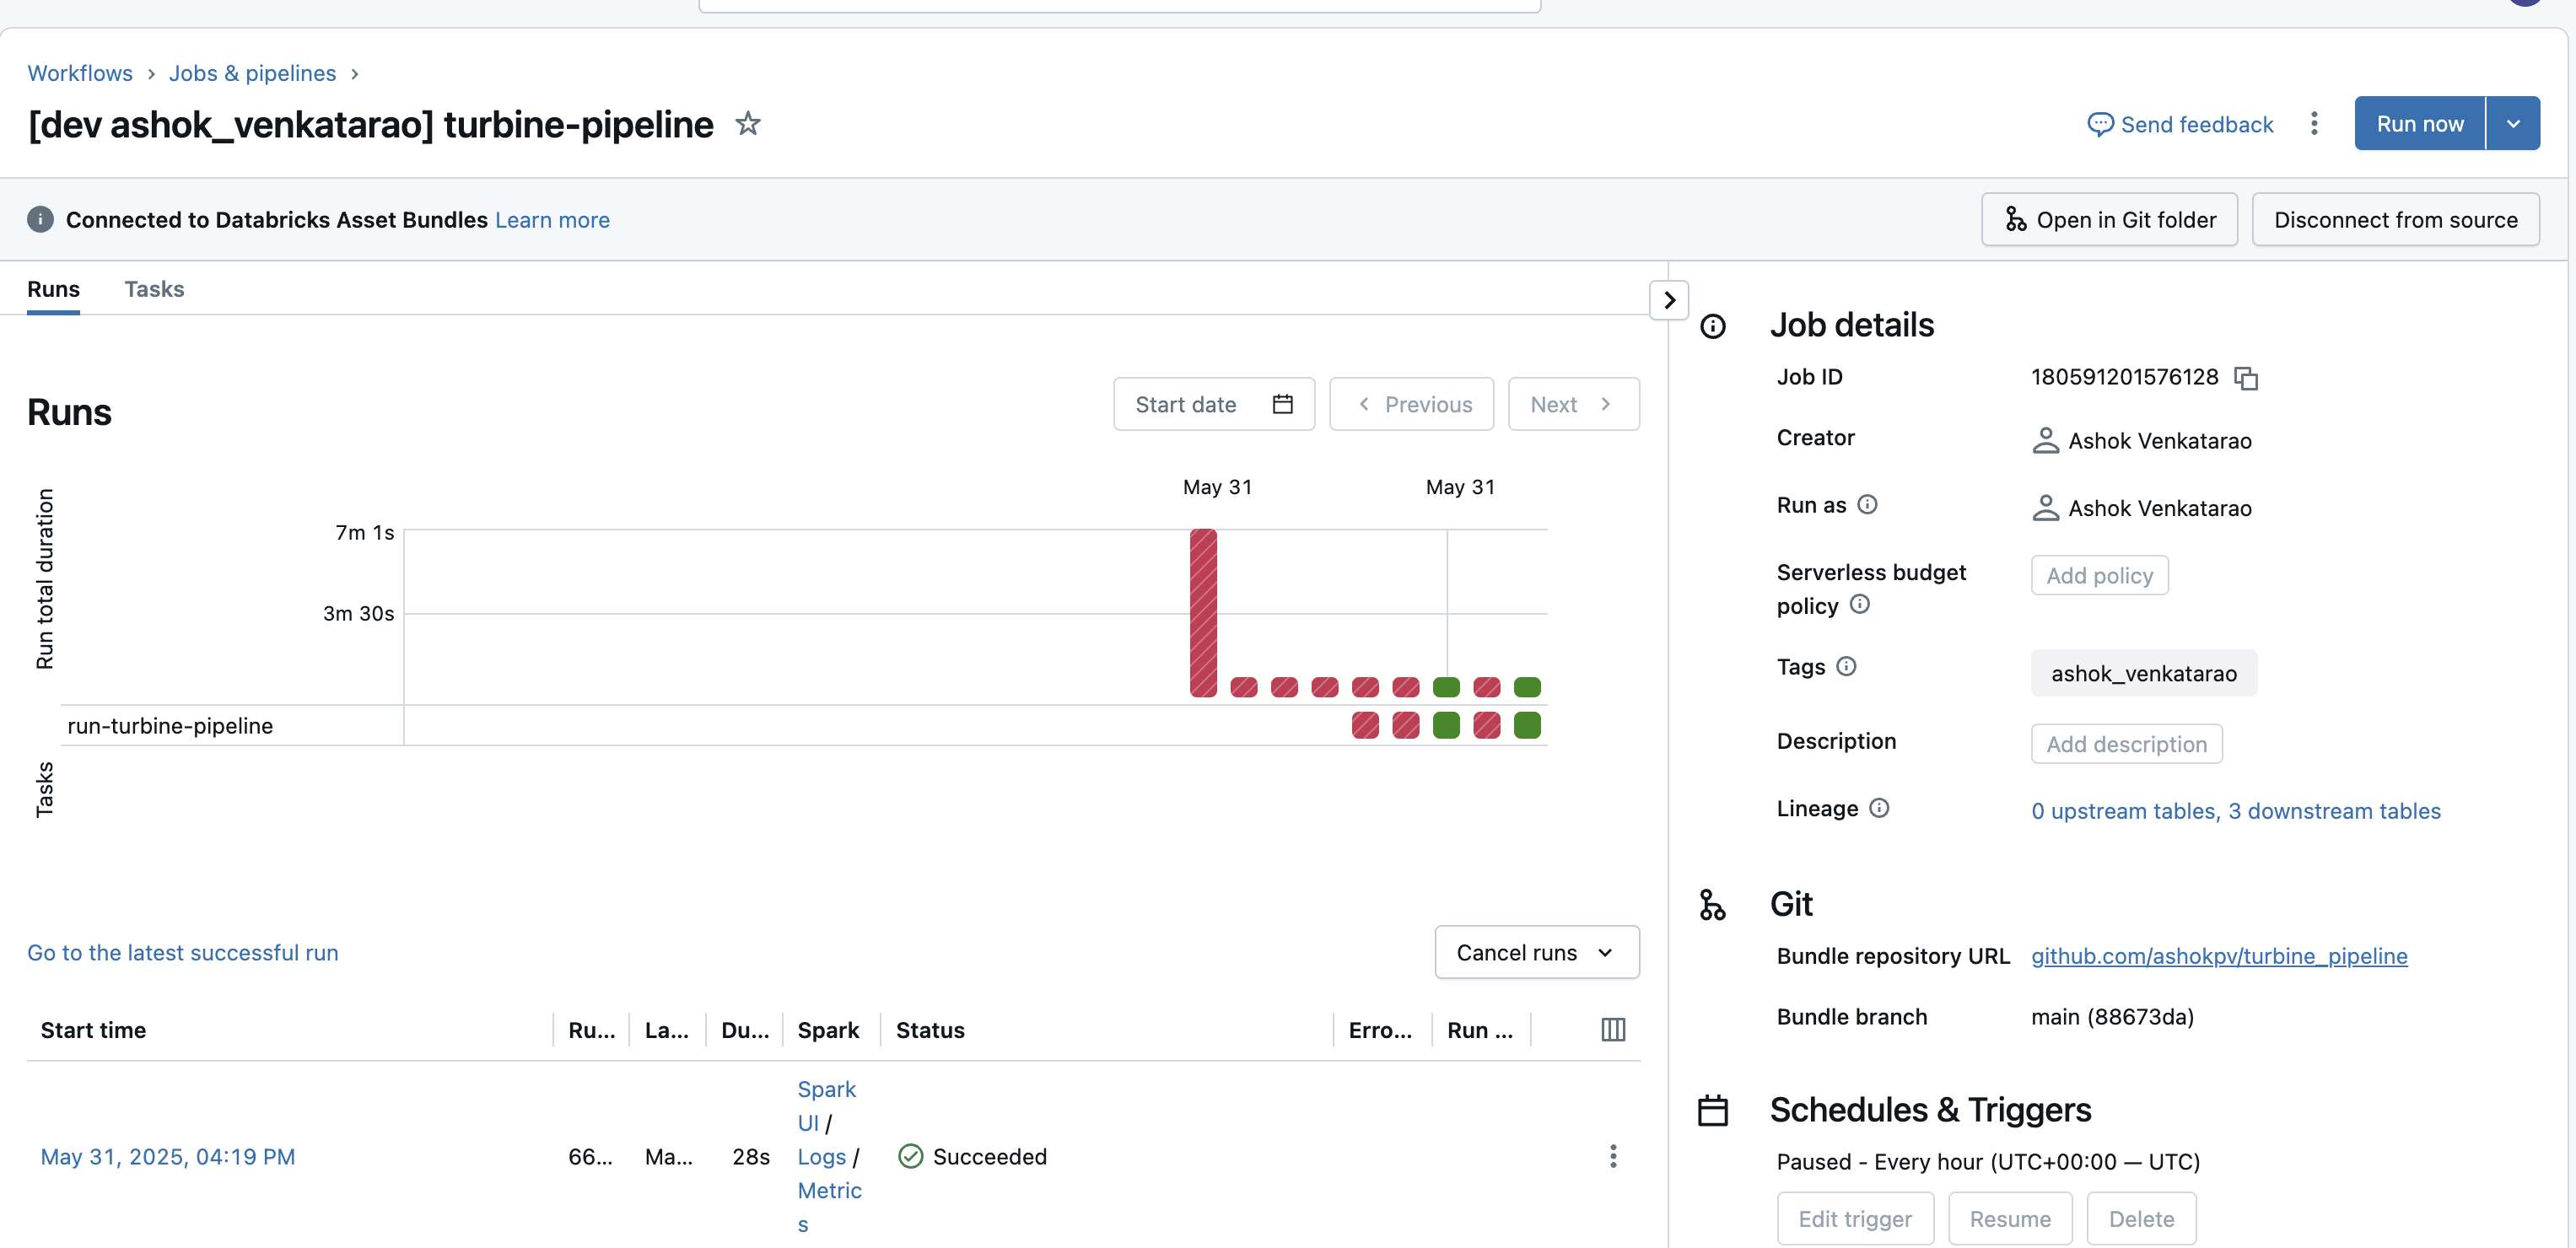 Workflows > Jobs & pipelines >
[dev ashok_venkatarao] turbine-pipeline
Send feedback
Run now
Connected to Databricks Asset Bundles Learn more
Open in Git folder
Disconnect from source
Runs
Tasks
Runs
Start date
Previous
Next
May 31
May 31
Run total duration
7m 1s
3m 30s
run-turbine-pipeline
Tasks
Go to the latest successful run
Cancel runs
Start time
Ru...
La...
Du...
Spark
Status
Erro...
Run ...
May 31, 2025, 04:19 PM
66...
Ma...
28s
Spark
UI /
Logs /
Metric
s
Succeeded
Job details
Job ID
180591201576128
Creator
Ashok Venkatarao
Run as
Ashok Venkatarao
Serverless budget
policy
Add policy
Tags
ashok_venkatarao
Description
Add description
Lineage
0 upstream tables, 3 downstream tables
Git
Bundle repository URL
github.com/ashokpv/turbine_pipeline
Bundle branch
main (88673da)
Schedules & Triggers
Paused - Every hour (UTC+00:00 — UTC)
Edit trigger
Resume
Delete